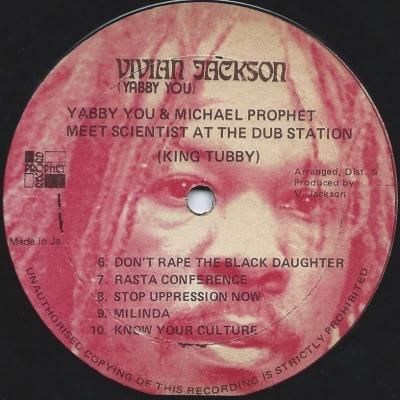 VIVIAN JACKSON
(YABBY YOU)
YABBY YOU & MICHAEL PROPHET
MEET SCIENTIST AT THE DUB STATION
(KING TUBBY)
PROPHET
RECORD
Arranged, Dist. &
Produced by
V. Jackson
Made in Ja.
6. DON'T RAPE THE BLACK DAUGHTER
7. RASTA CONFERENCE
8. STOP UPPRESSION NOW
9. MILINDA
10. KNOW YOUR CULTURE
UNAUTHORISED COPYING OF THIS RECORDING IS STRICTLY PROHIBITED